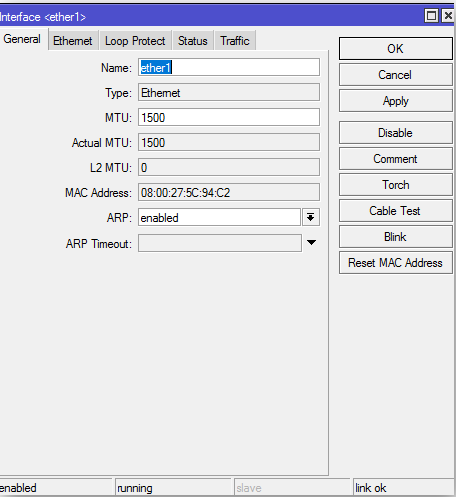 Interface <ether1>
General Ethernet Loop Protect Status Traffic
Name: ether1
Type: Ethernet
MTU: 1500
Actual MTU: 1500
L2 MTU: 0
MAC Address: 08:00:27:5C:94:C2
ARP: enabled
ARP Timeout:
OK
Cancel
Apply
Disable
Comment
Torch
Cable Test
Blink
Reset MAC Address
enabled running slave link ok